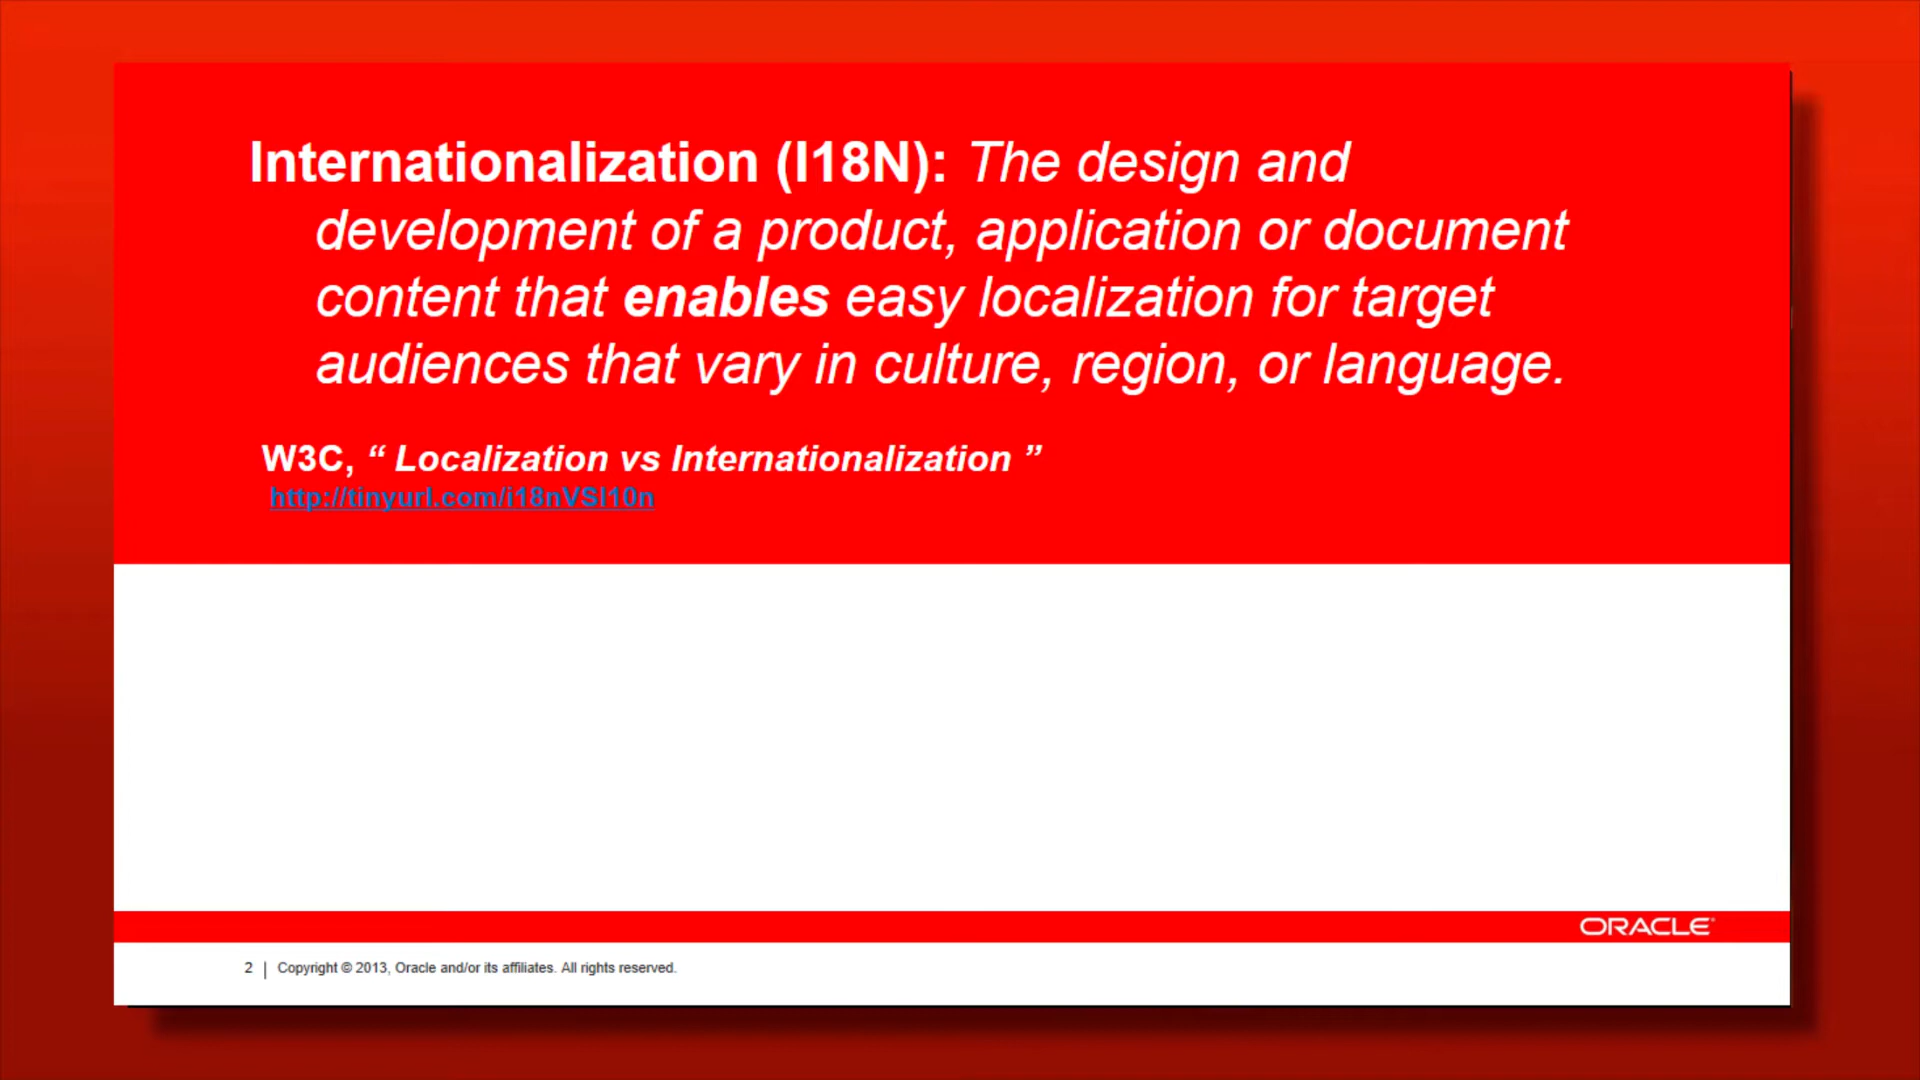 Internationalization (I18N): The design and
development of a product, application or document
content that enables easy localization for target
audiences that vary in culture, region, or language.
W3C, “ Localization vs Internationalization ”
http://tinyurl.com/i18nVSl10n
ORACLE
2 | Copyright © 2013, Oracle and/or its affiliates. All rights reserved.